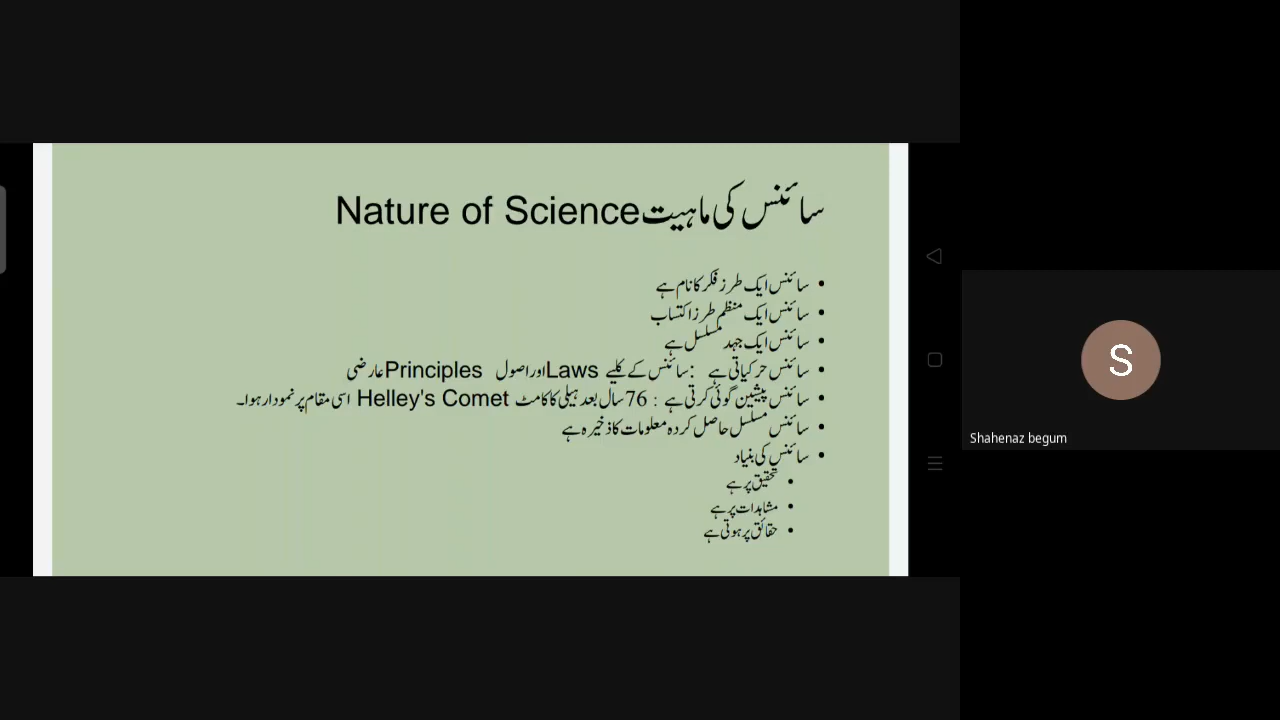 سائنس کی ماہیت Nature of Science
• سائنس ایک طرز فکر کا نام ہے
• سائنس ایک منظم طرز اکتساب
• سائنس ایک جہد مسلسل ہے
• سائنس حرکیاتی ہے : سائنس کے کلیے Laws اور اصول Principles عارضی
• سائنس پیشین گوئی کرتی ہے : 76 سال بعد ہیلی کا کامٹ Helley's Comet اسی مقام پر نمودار ہوا۔
• سائنس مسلسل حاصل کردہ معلومات کا ذخیرہ ہے
• سائنس کی بنیاد
• تحقیق پر ہے
• مشاہدات پر ہے
• حقائق پر ہوتی ہے
S
Shahenaz begum